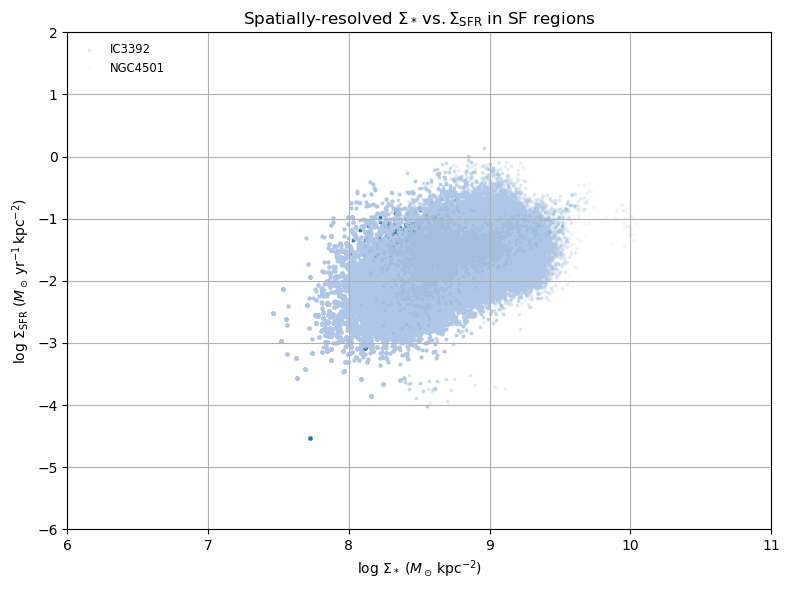 Spatially-resolved Σ* vs. ΣSFR in SF regions
IC3392
NGC4501
2
1
0
−1
−2
−3
−4
−5
−6
log ΣSFR (M⊙ yr−1 kpc−2)
6 7 8 9 10 11
log Σ* (M⊙ kpc−2)